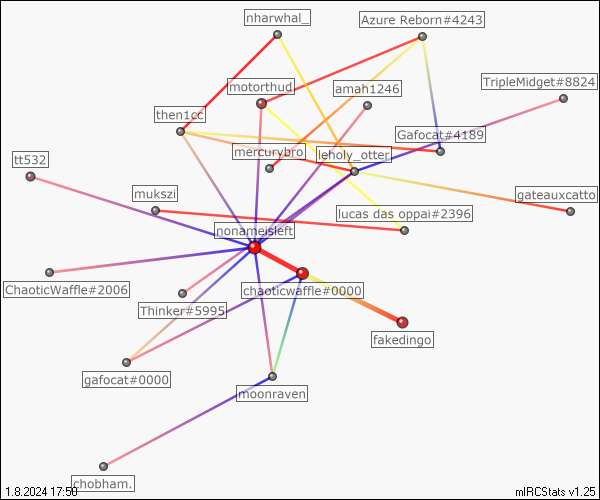 nharwhal_
Azure Reborn#4243
motorthud
amah1246
TripleMidget#8824
then1cc
Gafocat#4189
mercurybro
leholy_otter
tt532
mukszi
gateauxcatto
lucas das oppai#2396
nonameisleft
ChaoticWaffle#2006
chaoticwaffle#0000
Thinker#5995
fakedingo
gafocat#0000
moonraven
chobham.
1.8.2024 17:50
mIRCStats v1.25